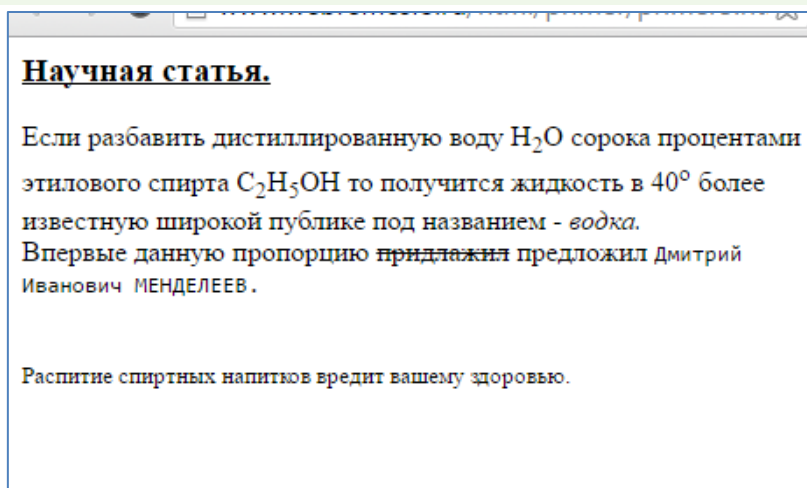 Научная статья.
Если разбавить дистиллированную воду H₂O сорока процентами
этилового спирта C₂H₅OH то получится жидкость в 40° более
известную широкой публике под названием - водка.
Впервые данную пропорцию придлажил предложил Дмитрий
Иванович МЕНДЕЛЕЕВ.
Распитие спиртных напитков вредит вашему здоровью.